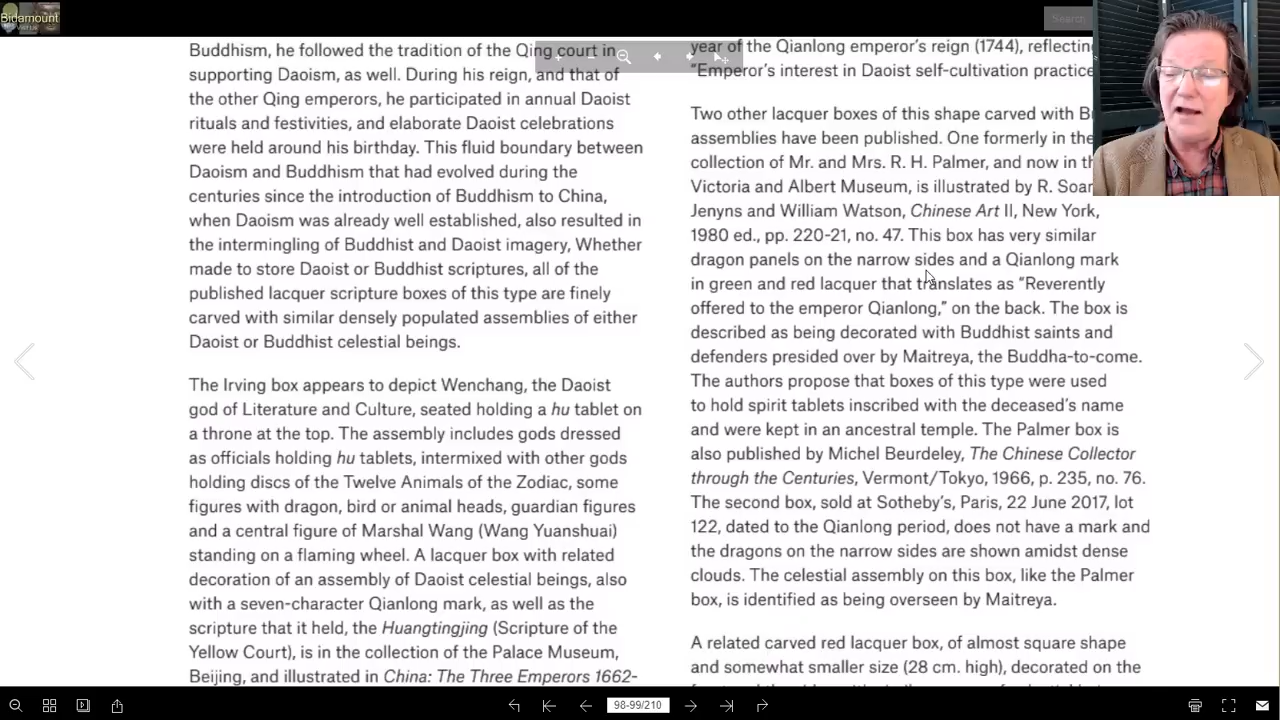 Bidamount
Search
Buddhism, he followed the tradition of the Qing court in
supporting Daoism, as well. During his reign, and that of
the other Qing emperors, he participated in annual Daoist
rituals and festivities, and elaborate Daoist celebrations
were held around his birthday. This fluid boundary between
Daoism and Buddhism that had evolved during the
centuries since the introduction of Buddhism to China,
when Daoism was already well established, also resulted in
the intermingling of Buddhist and Daoist imagery, Whether
made to store Daoist or Buddhist scriptures, all of the
published lacquer scripture boxes of this type are finely
carved with similar densely populated assemblies of either
Daoist or Buddhist celestial beings.
The Irving box appears to depict Wenchang, the Daoist
god of Literature and Culture, seated holding a hu tablet on
a throne at the top. The assembly includes gods dressed
as officials holding hu tablets, intermixed with other gods
holding discs of the Twelve Animals of the Zodiac, some
figures with dragon, bird or animal heads, guardian figures
and a central figure of Marshal Wang (Wang Yuanshuai)
standing on a flaming wheel. A lacquer box with related
decoration of an assembly of Daoist celestial beings, also
with a seven-character Qianlong mark, as well as the
scripture that it held, the Huangtingjing (Scripture of the
Yellow Court), is in the collection of the Palace Museum,
Beijing, and illustrated in China: The Three Emperors 1662-
year of the Qianlong emperor's reign (1744), reflecting
"Emperor's interest in Daoist self-cultivation practice
Two other lacquer boxes of this shape carved with
assemblies have been published. One formerly in the
collection of Mr. and Mrs. R. H. Palmer, and now in
Victoria and Albert Museum, is illustrated by R.
Jenyns and William Watson, Chinese Art II, New York,
1980 ed., pp. 220-21, no. 47. This box has very similar
dragon panels on the narrow sides and a Qianlong mark
in green and red lacquer that translates as "Reverently
offered to the emperor Qianlong," on the back. The box is
described as being decorated with Buddhist saints and
defenders presided over by Maitreya, the Buddha-to-come.
The authors propose that boxes of this type were used
to hold spirit tablets inscribed with the deceased's name
and were kept in an ancestral temple. The Palmer box is
also published by Michel Beurdeley, The Chinese Collector
through the Centuries, Vermont/Tokyo, 1966, p. 235, no. 76.
The second box, sold at Sotheby's, Paris, 22 June 2017, lot
122, dated to the Qianlong period, does not have a mark and
the dragons on the narrow sides are shown amidst dense
clouds. The celestial assembly on this box, like the Palmer
box, is identified as being overseen by Maitreya.
A related carved red lacquer box, of almost square shape
and somewhat smaller size (28 cm. high), decorated on the
98-99/210